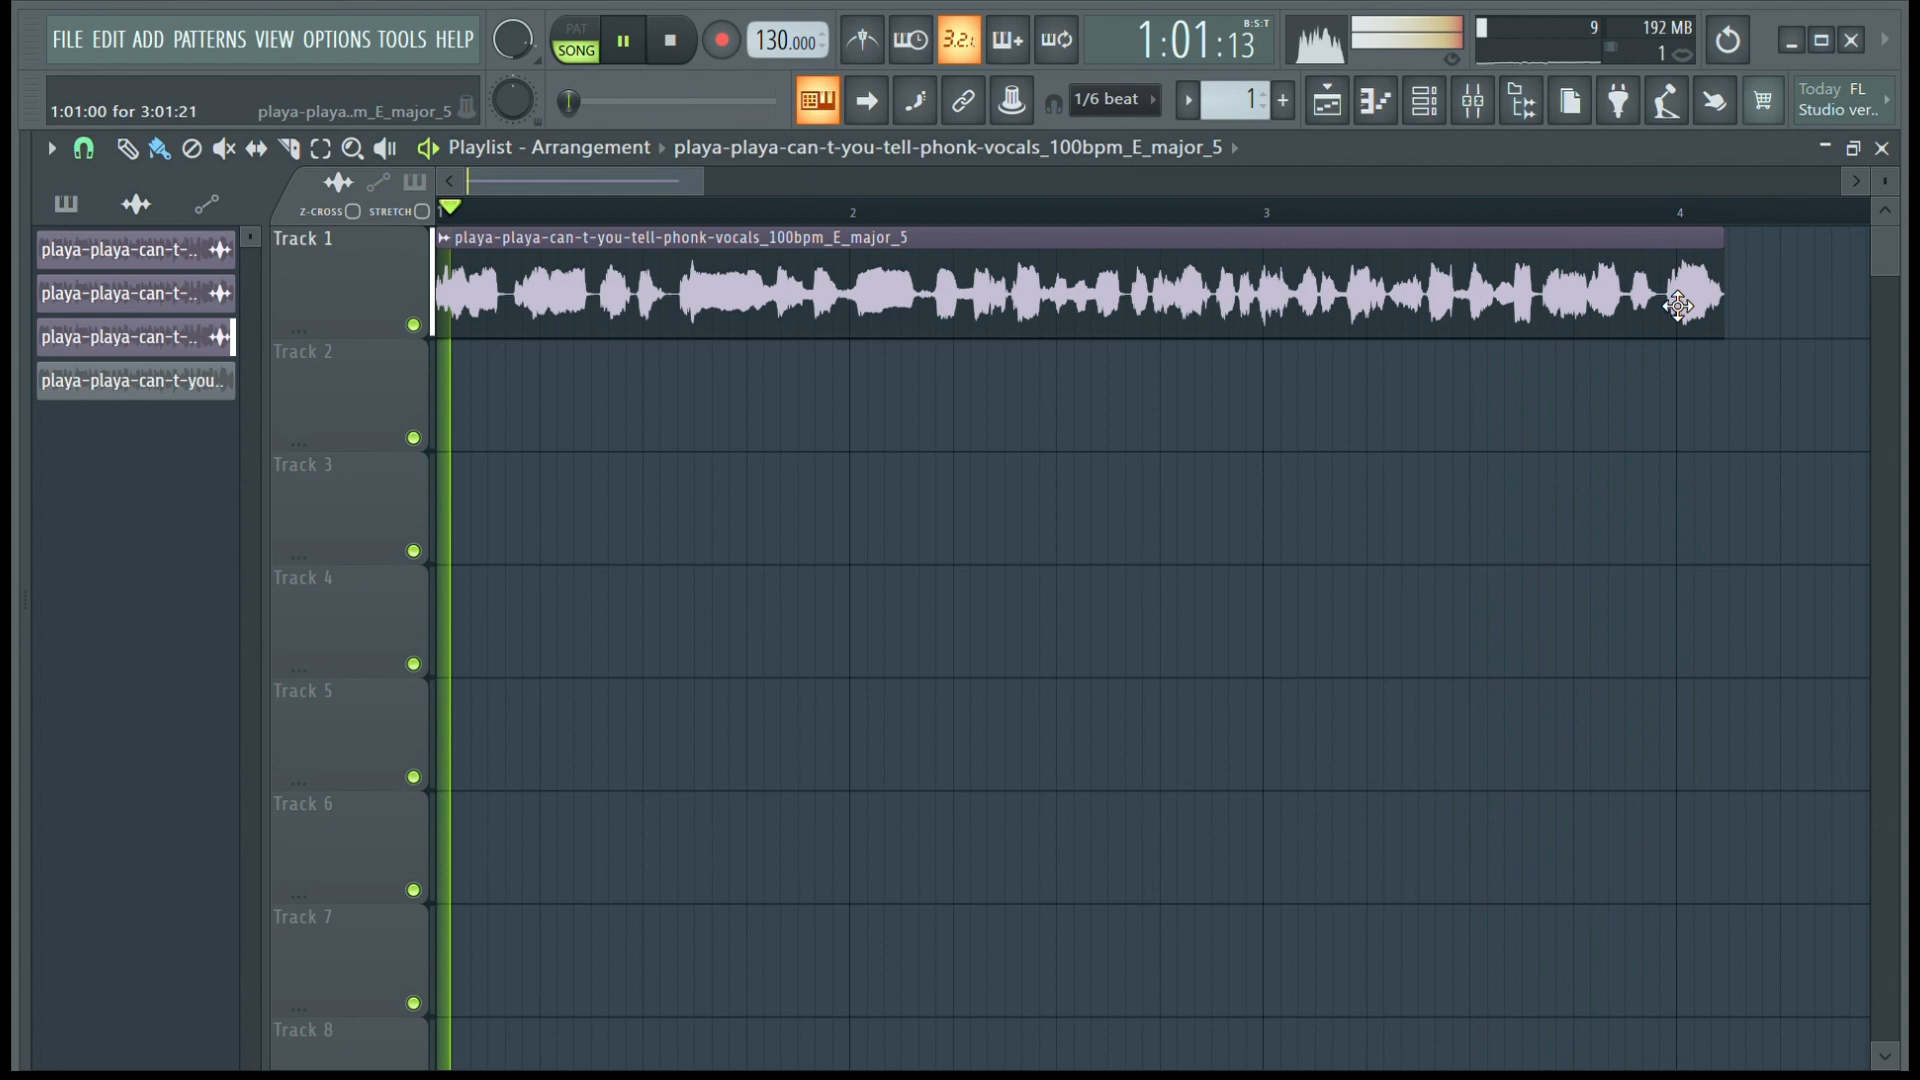 FILE EDIT ADD PATTERNS VIEW OPTIONS TOOLS HELP
PAT
SONG
130.000
3.2.
1:01:13
B:S:T
9
192 MB
1
1:01:00 for 3:01:21
playa-playa..m_E_major_5
1/6 beat
1
Today FL
Studio ver..
Playlist - Arrangement
playa-playa-can-t-you-tell-phonk-vocals_100bpm_E_major_5
Z-CROSS
STRETCH
1
2
3
4
playa-playa-can-t-..
playa-playa-can-t-..
playa-playa-can-t-..
playa-playa-can-t-you..
Track 1
playa-playa-can-t-you-tell-phonk-vocals_100bpm_E_major_5
Track 2
Track 3
Track 4
Track 5
Track 6
Track 7
Track 8